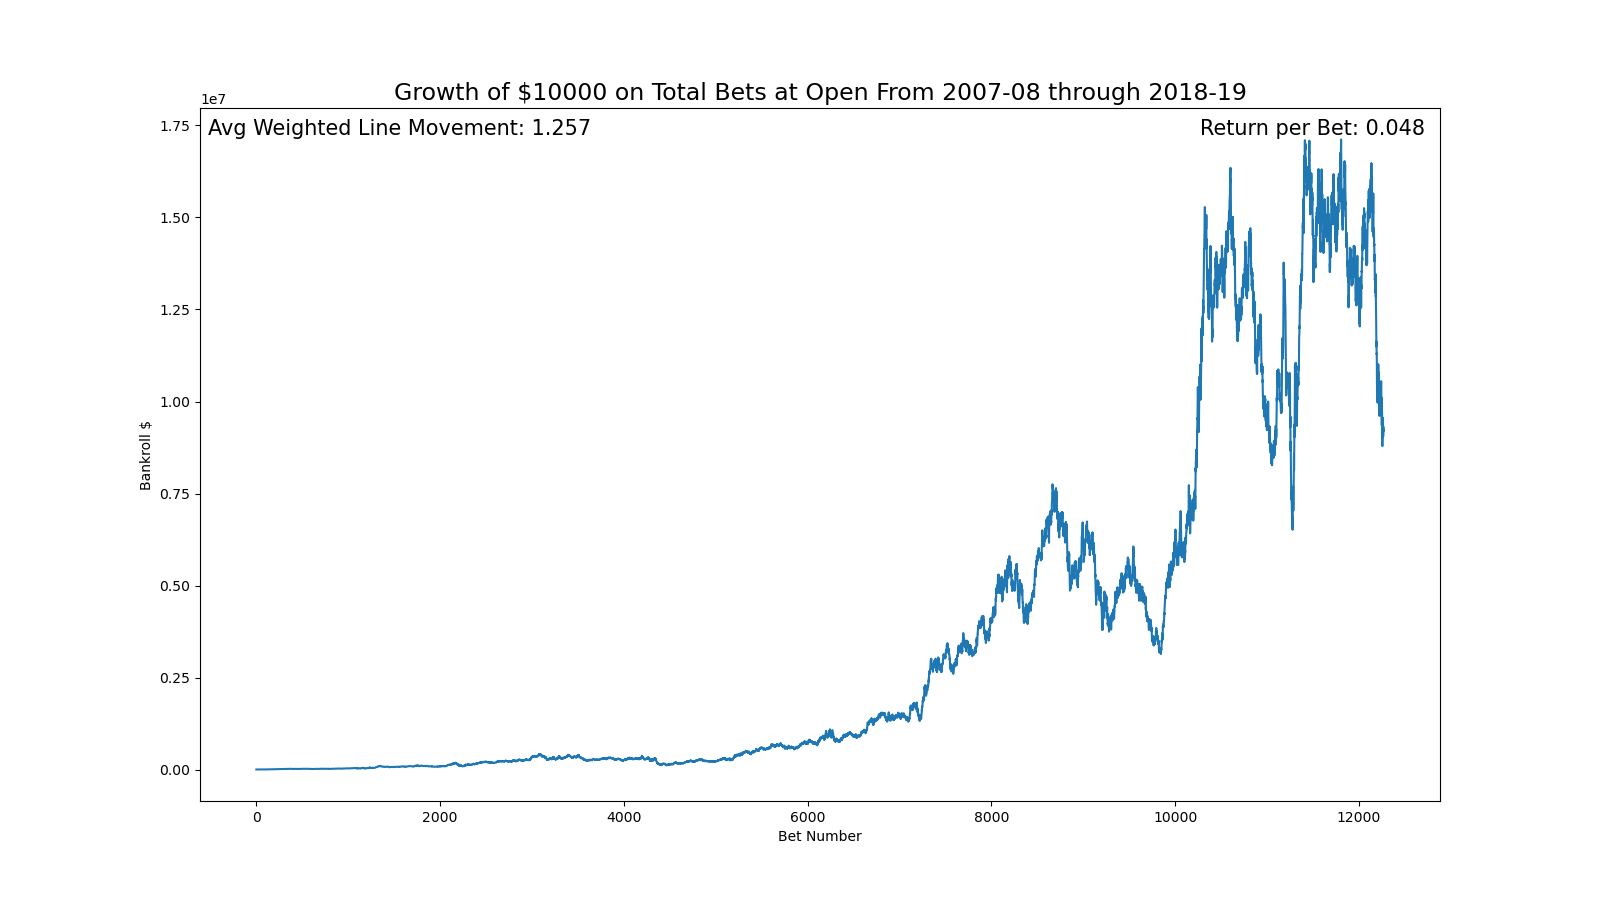 Growth of $10000 on Total Bets at Open From 2007-08 through 2018-19
1e7
Avg Weighted Line Movement: 1.257
Return per Bet: 0.048
1.75
1.50
1.25
1.00
0.75
0.50
0.25
0.00
Bankroll $
0 2000 4000 6000 8000 10000 12000
Bet Number